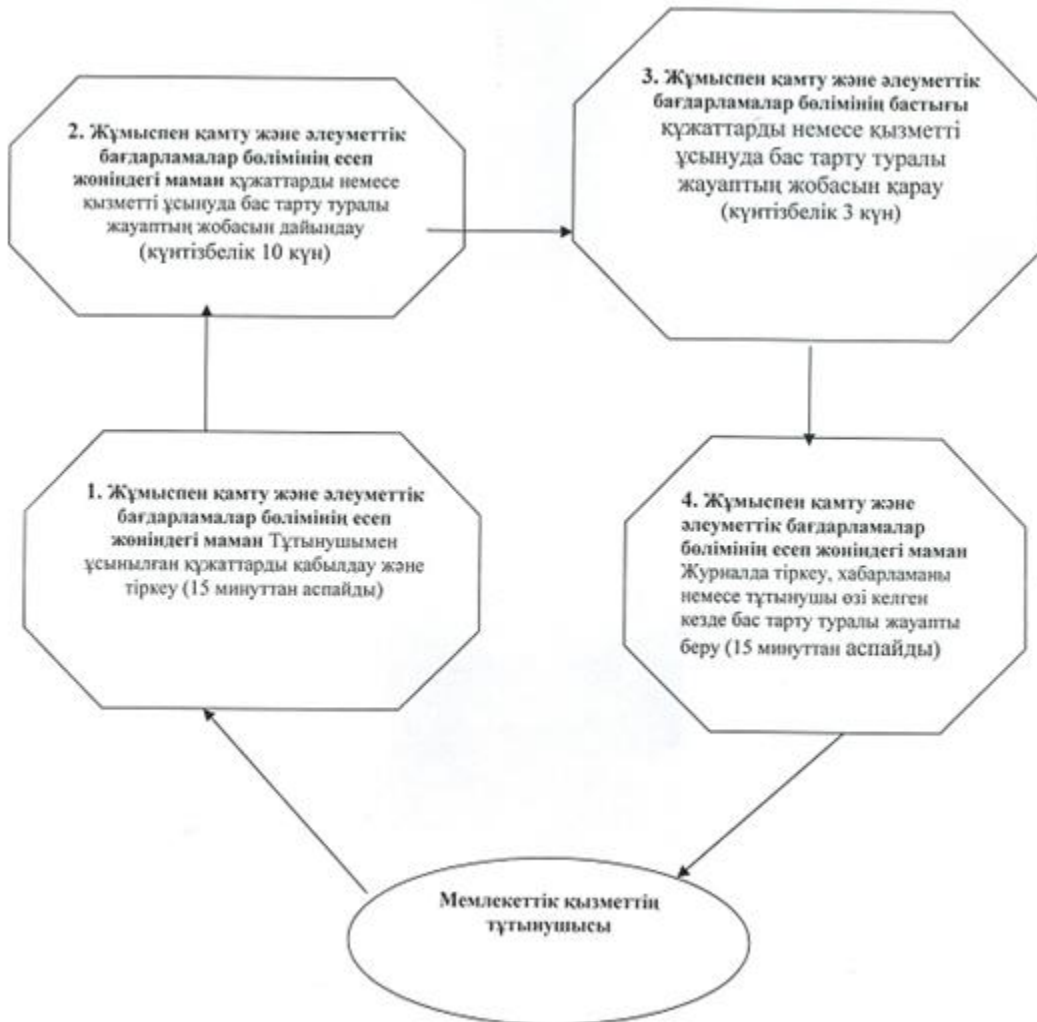 3. Жұмыспен қамту және әлеуметтік
бағдарламалар бөлімінің бастығы
құжаттарды немесе қызметті
ұсынуда бас тарту туралы
жауаптың жобасын қарау
(күнтізбелік 3 күн)
2. Жұмыспен қамту және әлеуметтік
бағдарламалар бөлімінің есеп
жөніндегі маман құжаттарды немесе
қызметті ұсынуда бас тарту туралы
жауаптың жобасын дайындау
(күнтізбелік 10 күн)
1. Жұмыспен қамту және әлеуметтік
бағдарламалар бөлімінің есеп
жөніндегі маман Тұтынушымен
ұсынылған құжаттарды қабылдау және
тіркеу (15 минуттан аспайды)
4. Жұмыспен қамту және
әлеуметтік бағдарламалар
бөлімінің есеп жөніндегі маман
Журналда тіркеу, хабарламаны
немесе тұтынушы өзі келген
кезде бас тарту туралы жауапты
беру (15 минуттан аспайды)
Мемлекеттік қызметтің
тұтынушысы